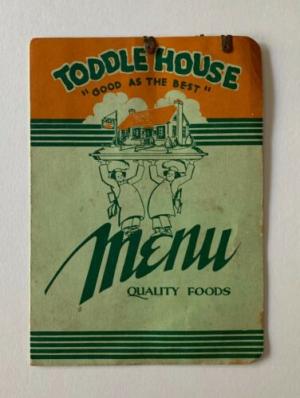 TODDLE HOUSE
"GOOD AS THE BEST"
Menu
QUALITY FOODS